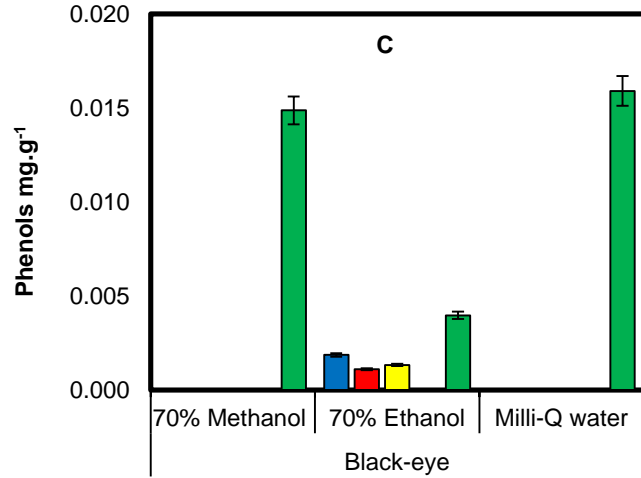 0.020
C
0.015
0.010
0.005
0.000
Phenols mg.g⁻¹
70% Methanol
70% Ethanol
Milli-Q water
Black-eye